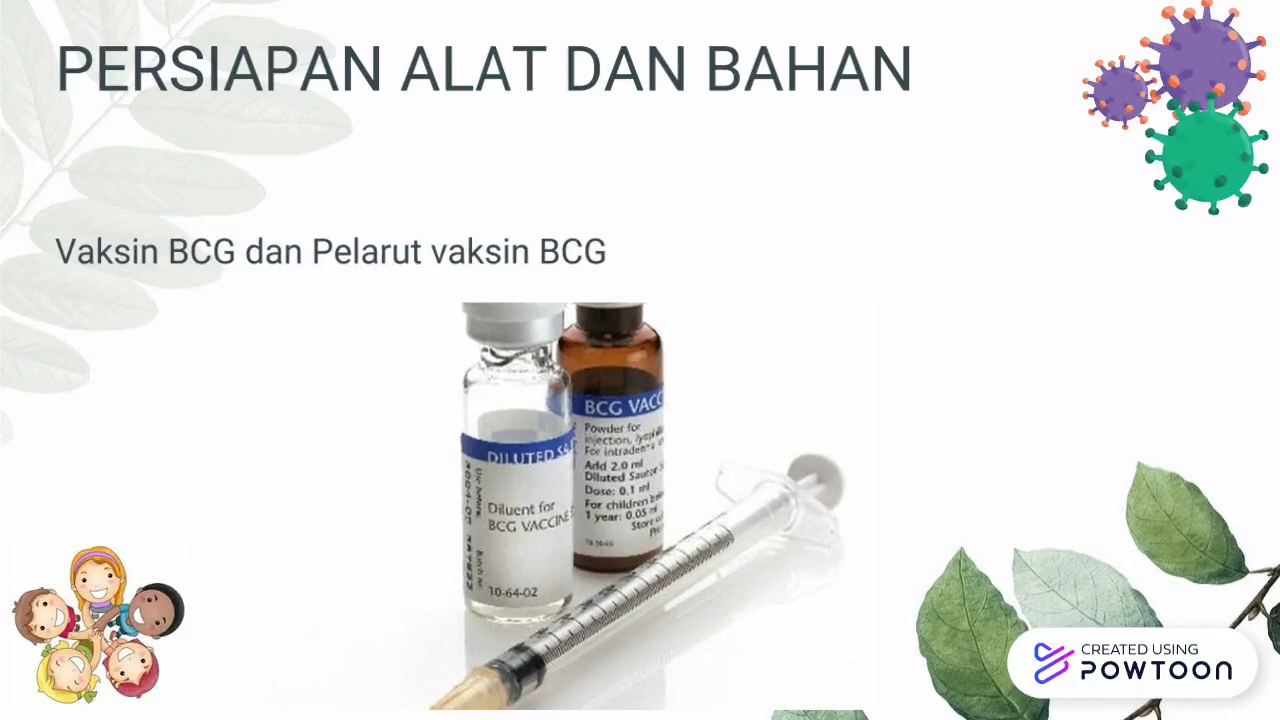 PERSIAPAN ALAT DAN BAHAN
Vaksin BCG dan Pelarut vaksin BCG
DILUTED
Diluent for
BCG VACCINE
10-64-02
BCG VACC
Powder for
injection,
For
Add 2.0 ml
Diluted
Dose: 0.1 ml
For children
1 year: 0.05
Store
CREATED USING
POWTOON